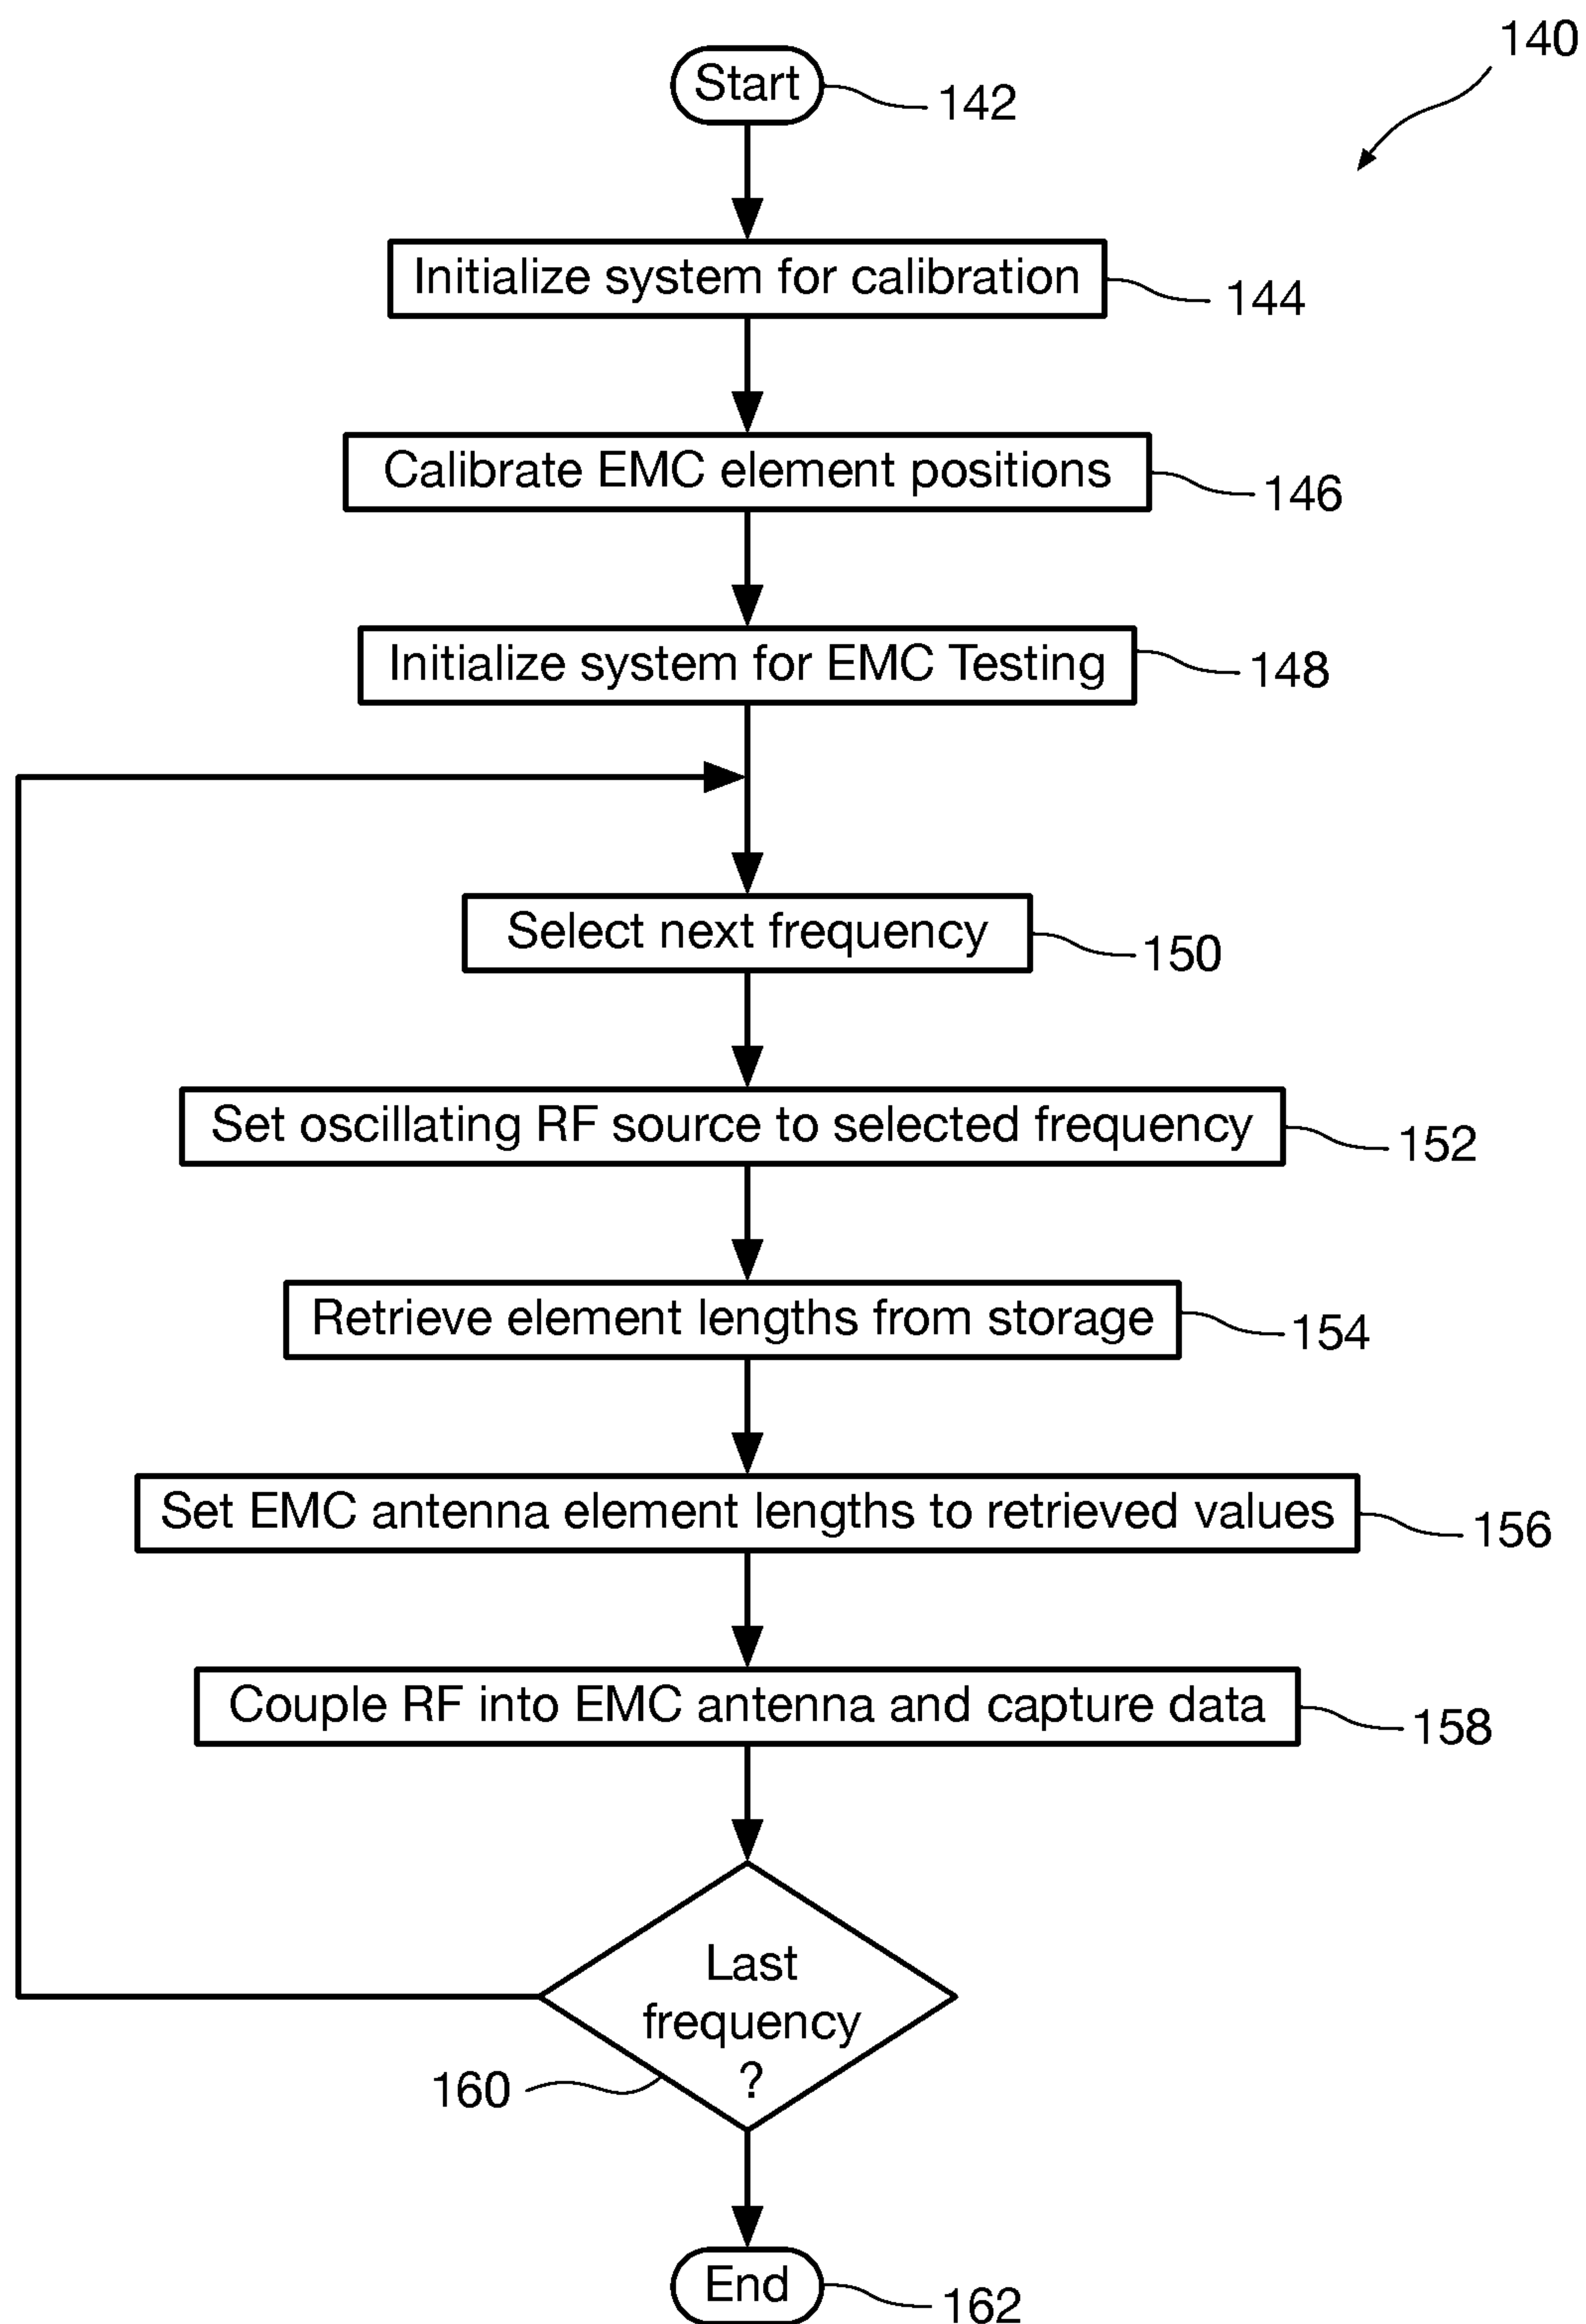 140
Start
142
Initialize system for calibration
144
Calibrate EMC element positions
146
Initialize system for EMC Testing
148
Select next frequency
150
Set oscillating RF source to selected frequency
152
Retrieve element lengths from storage
154
Set EMC antenna element lengths to retrieved values
156
Couple RF into EMC antenna and capture data
158
Last
frequency
?
160
End
162